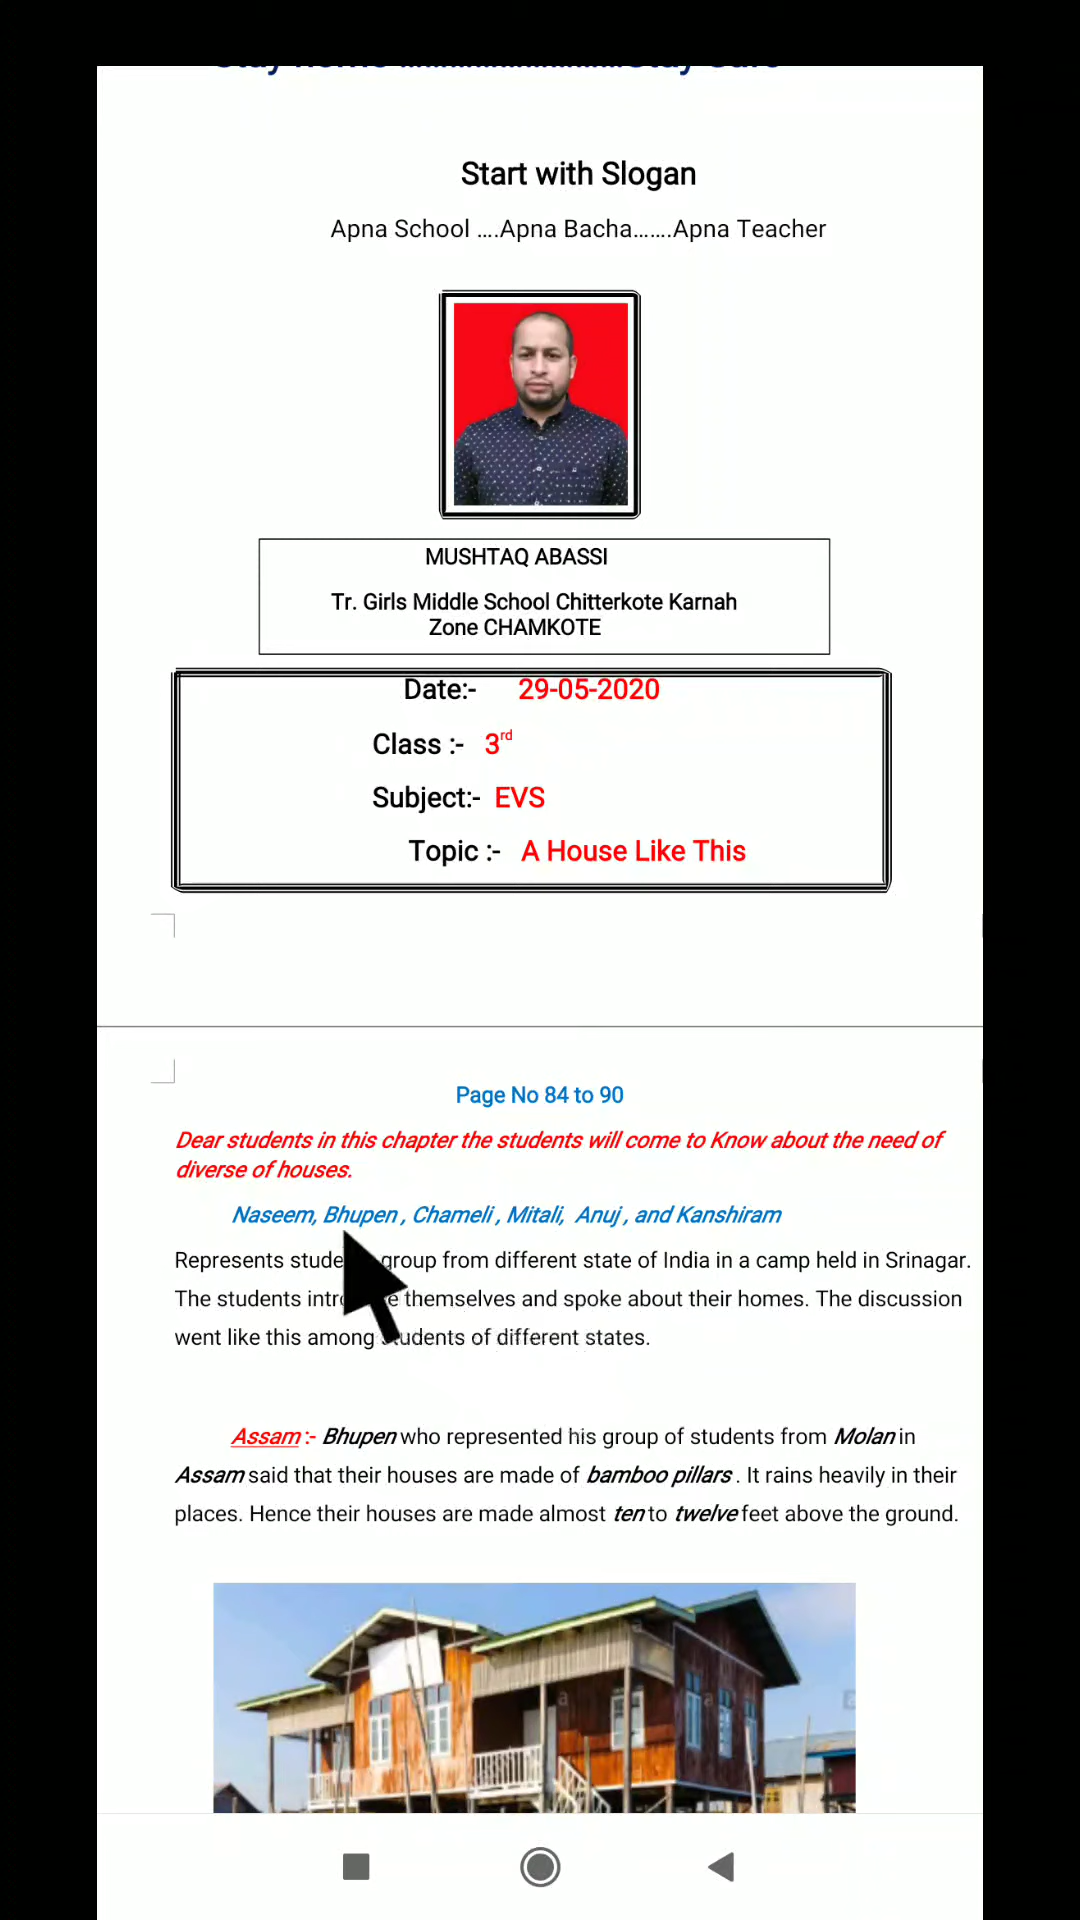 Start with Slogan
Apna School ....Apna Bacha.......Apna Teacher
MUSHTAQ ABASSI
Tr. Girls Middle School Chitterkote Karnah
Zone CHAMKOTE
Date:- 29-05-2020
Class :- 3rd
Subject:- EVS
Topic :- A House Like This
Page No 84 to 90
Dear students in this chapter the students will come to Know about the need of
diverse of houses.
Naseem, Bhupen , Chameli , Mitali, Anuj , and Kanshiram
Represents group from different state of India in a camp held in Srinagar.
The students themselves and spoke about their homes. The discussion
went like this among students of different states.
Assam :- Bhupen who represented his group of students from Molan in
Assam said that their houses are made of bamboo pillars . It rains heavily in their
places. Hence their houses are made almost ten to twelve feet above the ground.